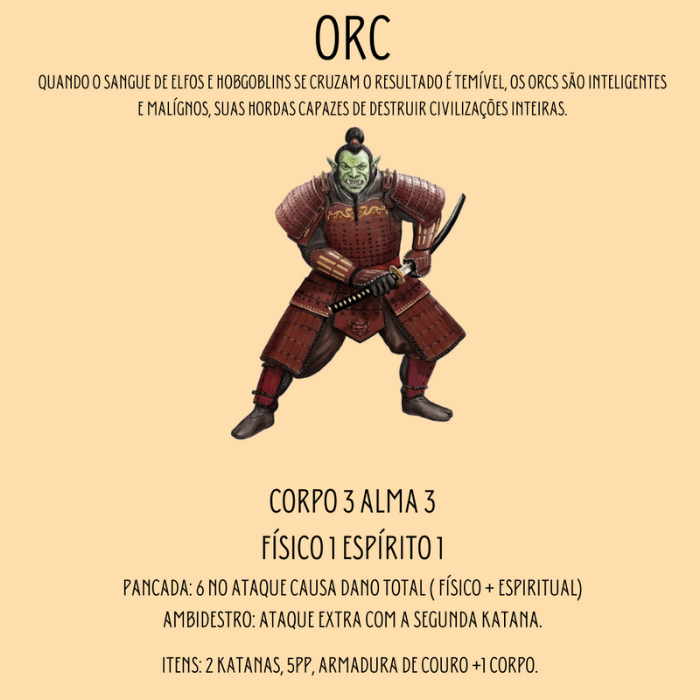 ORC
QUANDO O SANGUE DE ELFOS E HOBGOBLINS SE CRUZAM O RESULTADO É TEMÍVEL, OS ORCS SÃO INTELIGENTES
E MALÍGNOS, SUAS HORDAS CAPAZES DE DESTRUIR CIVILIZAÇÕES INTEIRAS.
CORPO 3 ALMA 3
FÍSICO 1 ESPÍRITO 1
PANCADA: 6 NO ATAQUE CAUSA DANO TOTAL ( FÍSICO + ESPIRITUAL)
AMBIDESTRO: ATAQUE EXTRA COM A SEGUNDA KATANA.
ITENS: 2 KATANAS, 5PP, ARMADURA DE COURO +1 CORPO.